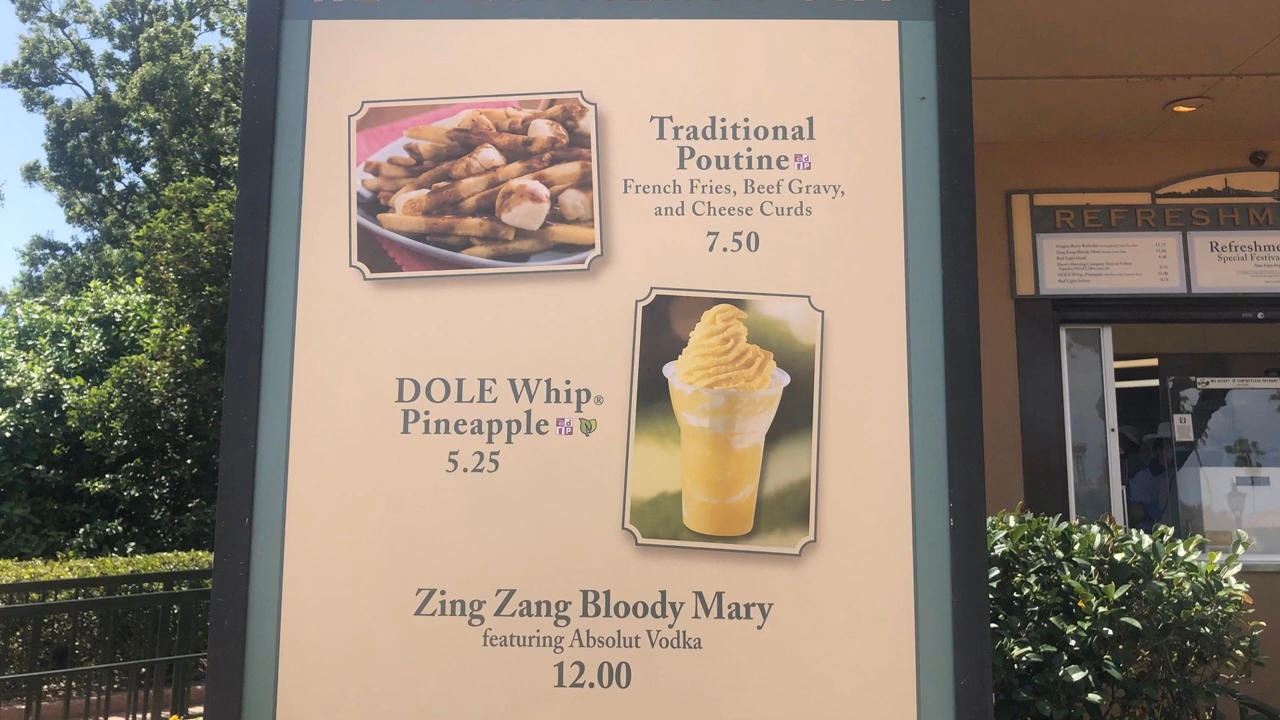 Traditional
Poutine
French Fries, Beef Gravy,
and Cheese Curds
7.50
DOLE Whip®
Pineapple
5.25
Zing Zang Bloody Mary
featuring Absolut Vodka
12.00
REFRESHM
Refreshme
Special Festiva